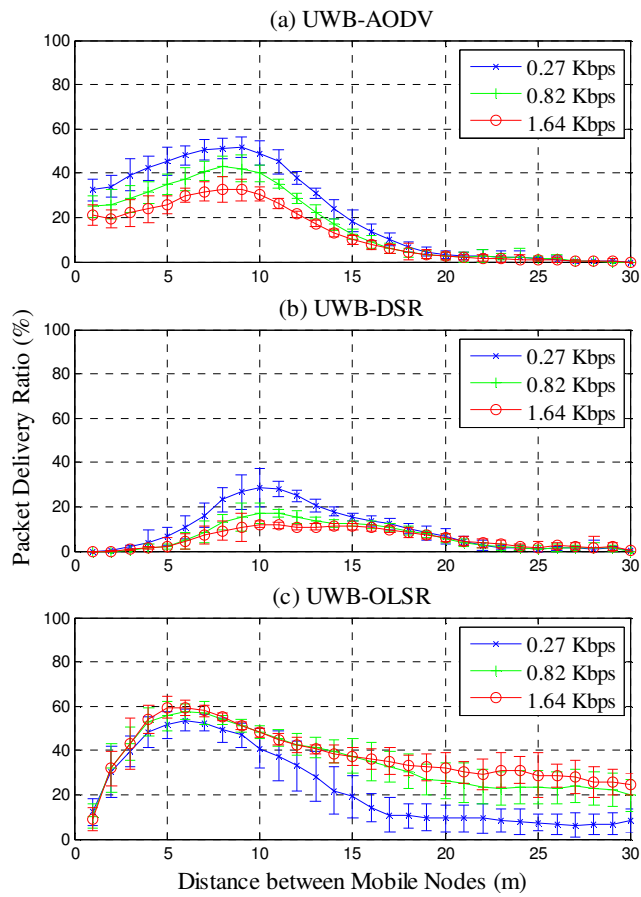 (a) UWB-AODV
100
80
60
40
20
0
0.27 Kbps
0.82 Kbps
1.64 Kbps
0 5 10 15 20 25 30
(b) UWB-DSR
100
80
60
40
20
0
0.27 Kbps
0.82 Kbps
1.64 Kbps
0 5 10 15 20 25 30
(c) UWB-OLSR
100
80
60
40
20
0
0.27 Kbps
0.82 Kbps
1.64 Kbps
0 5 10 15 20 25 30
Packet Delivery Ratio (%)
Distance between Mobile Nodes (m)